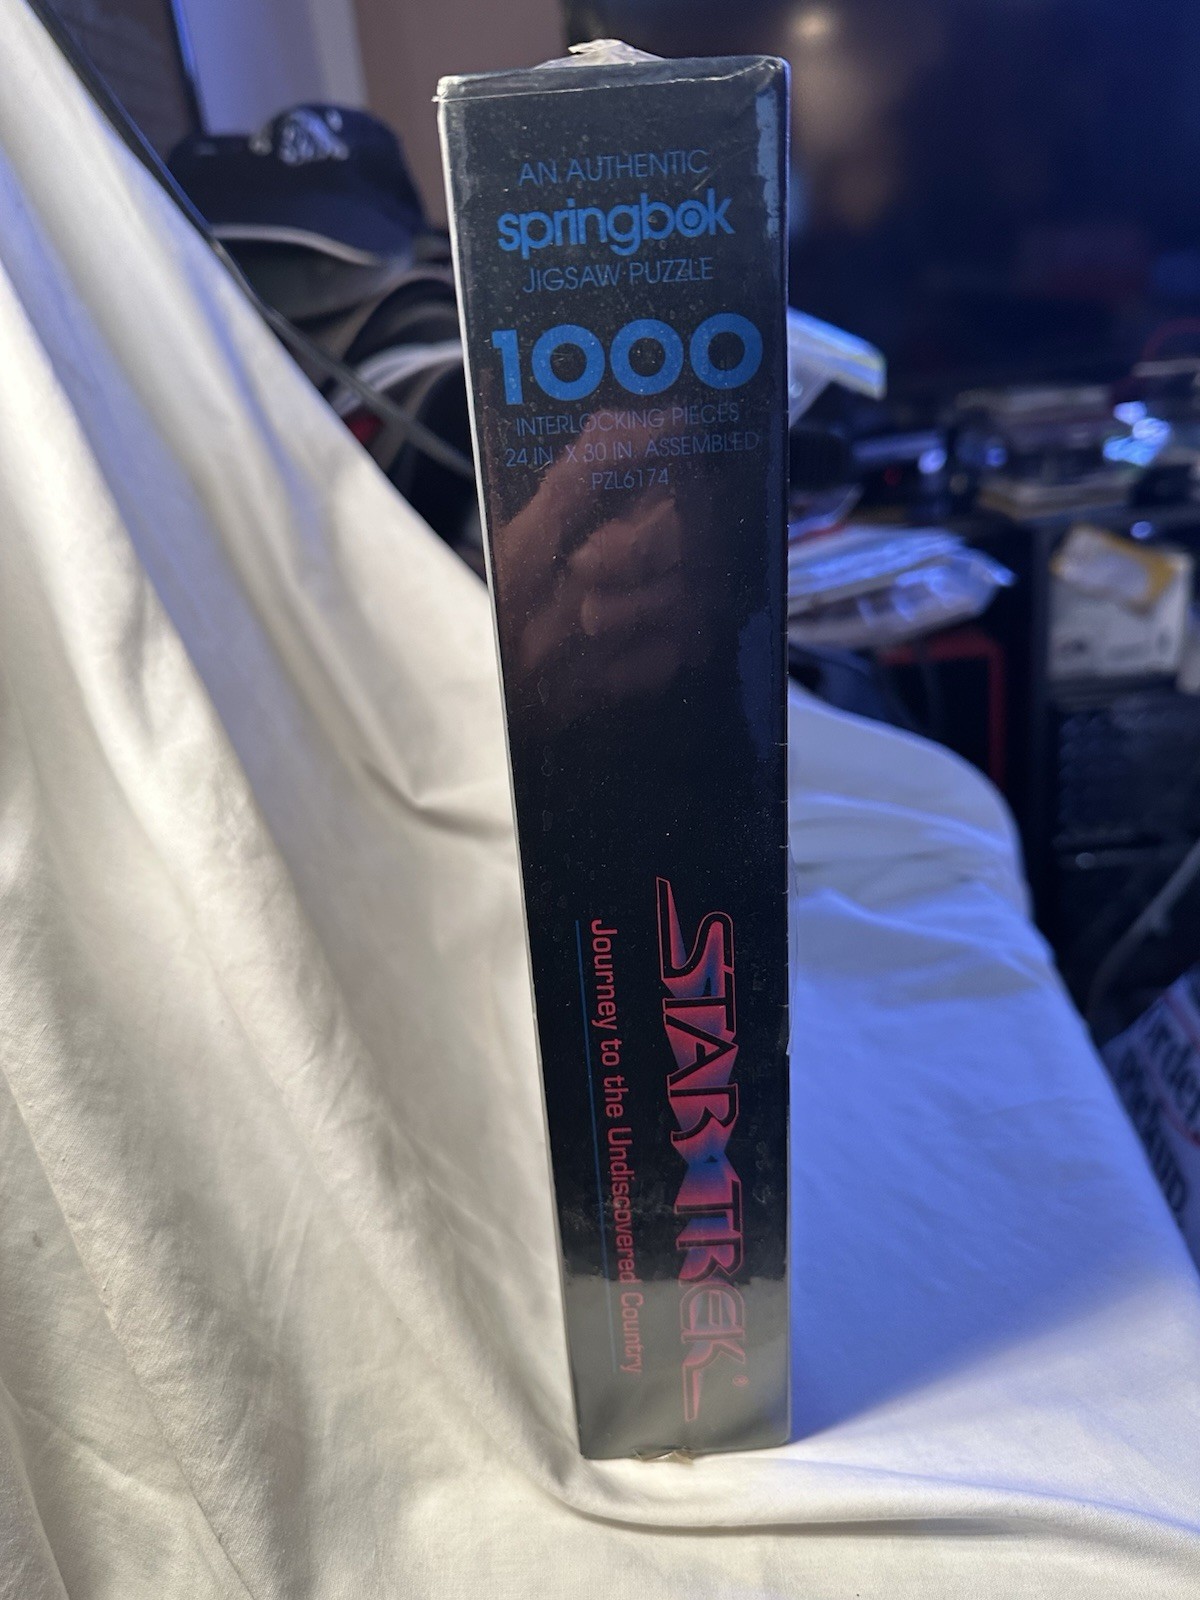 AN AUTHENTIC
springbok
JIGSAW PUZZLE
1000
INTERLOCKING PIECES
24 IN. X 30 IN. ASSEMBLED
PZL6174
STAR TREK®
Journey to the Undiscovered Country